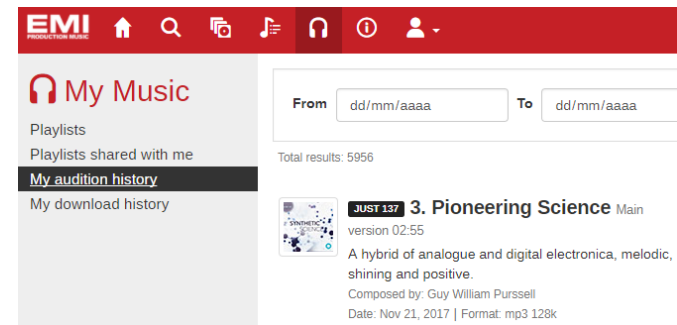 EMI
PRODUCTION MUSIC
My Music
Playlists
Playlists shared with me
My audition history
My download history
From dd/mm/aaaa To dd/mm/aaaa
Total results: 5956
SYNTHETIC
SCIENCE
JUST 137 3. Pioneering Science Main
version 02:55
A hybrid of analogue and digital electronica, melodic,
shining and positive.
Composed by: Guy William Purssell
Date: Nov 21, 2017 | Format: mp3 128k